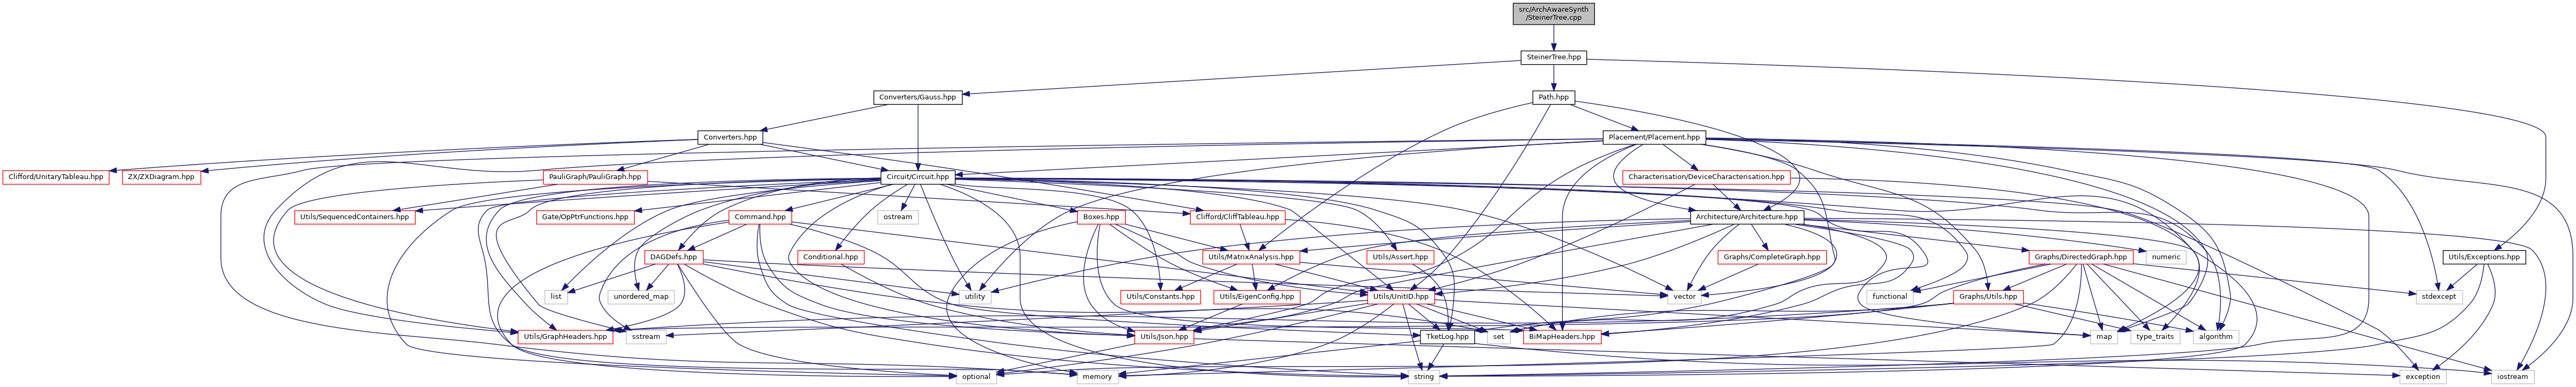 src/ArchAwareSynth
/SteinerTree.cpp
SteinerTree.hpp
Converters/Gauss.hpp
Path.hpp
Converters.hpp
Placement/Placement.hpp
Clifford/UnitaryTableau.hpp
ZX/ZXDiagram.hpp
PauliGraph/PauliGraph.hpp
Circuit/Circuit.hpp
Characterisation/DeviceCharacterisation.hpp
Utils/SequencedContainers.hpp
Gate/OpPtrFunctions.hpp
Command.hpp
ostream
Boxes.hpp
Clifford/CliffTableau.hpp
Architecture/Architecture.hpp
DAGDefs.hpp
Conditional.hpp
Utils/MatrixAnalysis.hpp
Utils/Assert.hpp
Graphs/CompleteGraph.hpp
Graphs/DirectedGraph.hpp
numeric
Utils/Exceptions.hpp
list
unordered_map
utility
Utils/Constants.hpp
Utils/EigenConfig.hpp
Utils/UnitID.hpp
vector
functional
Graphs/Utils.hpp
stdexcept
Utils/GraphHeaders.hpp
sstream
Utils/Json.hpp
TketLog.hpp
set
BiMapHeaders.hpp
map
type_traits
algorithm
optional
memory
string
exception
iostream